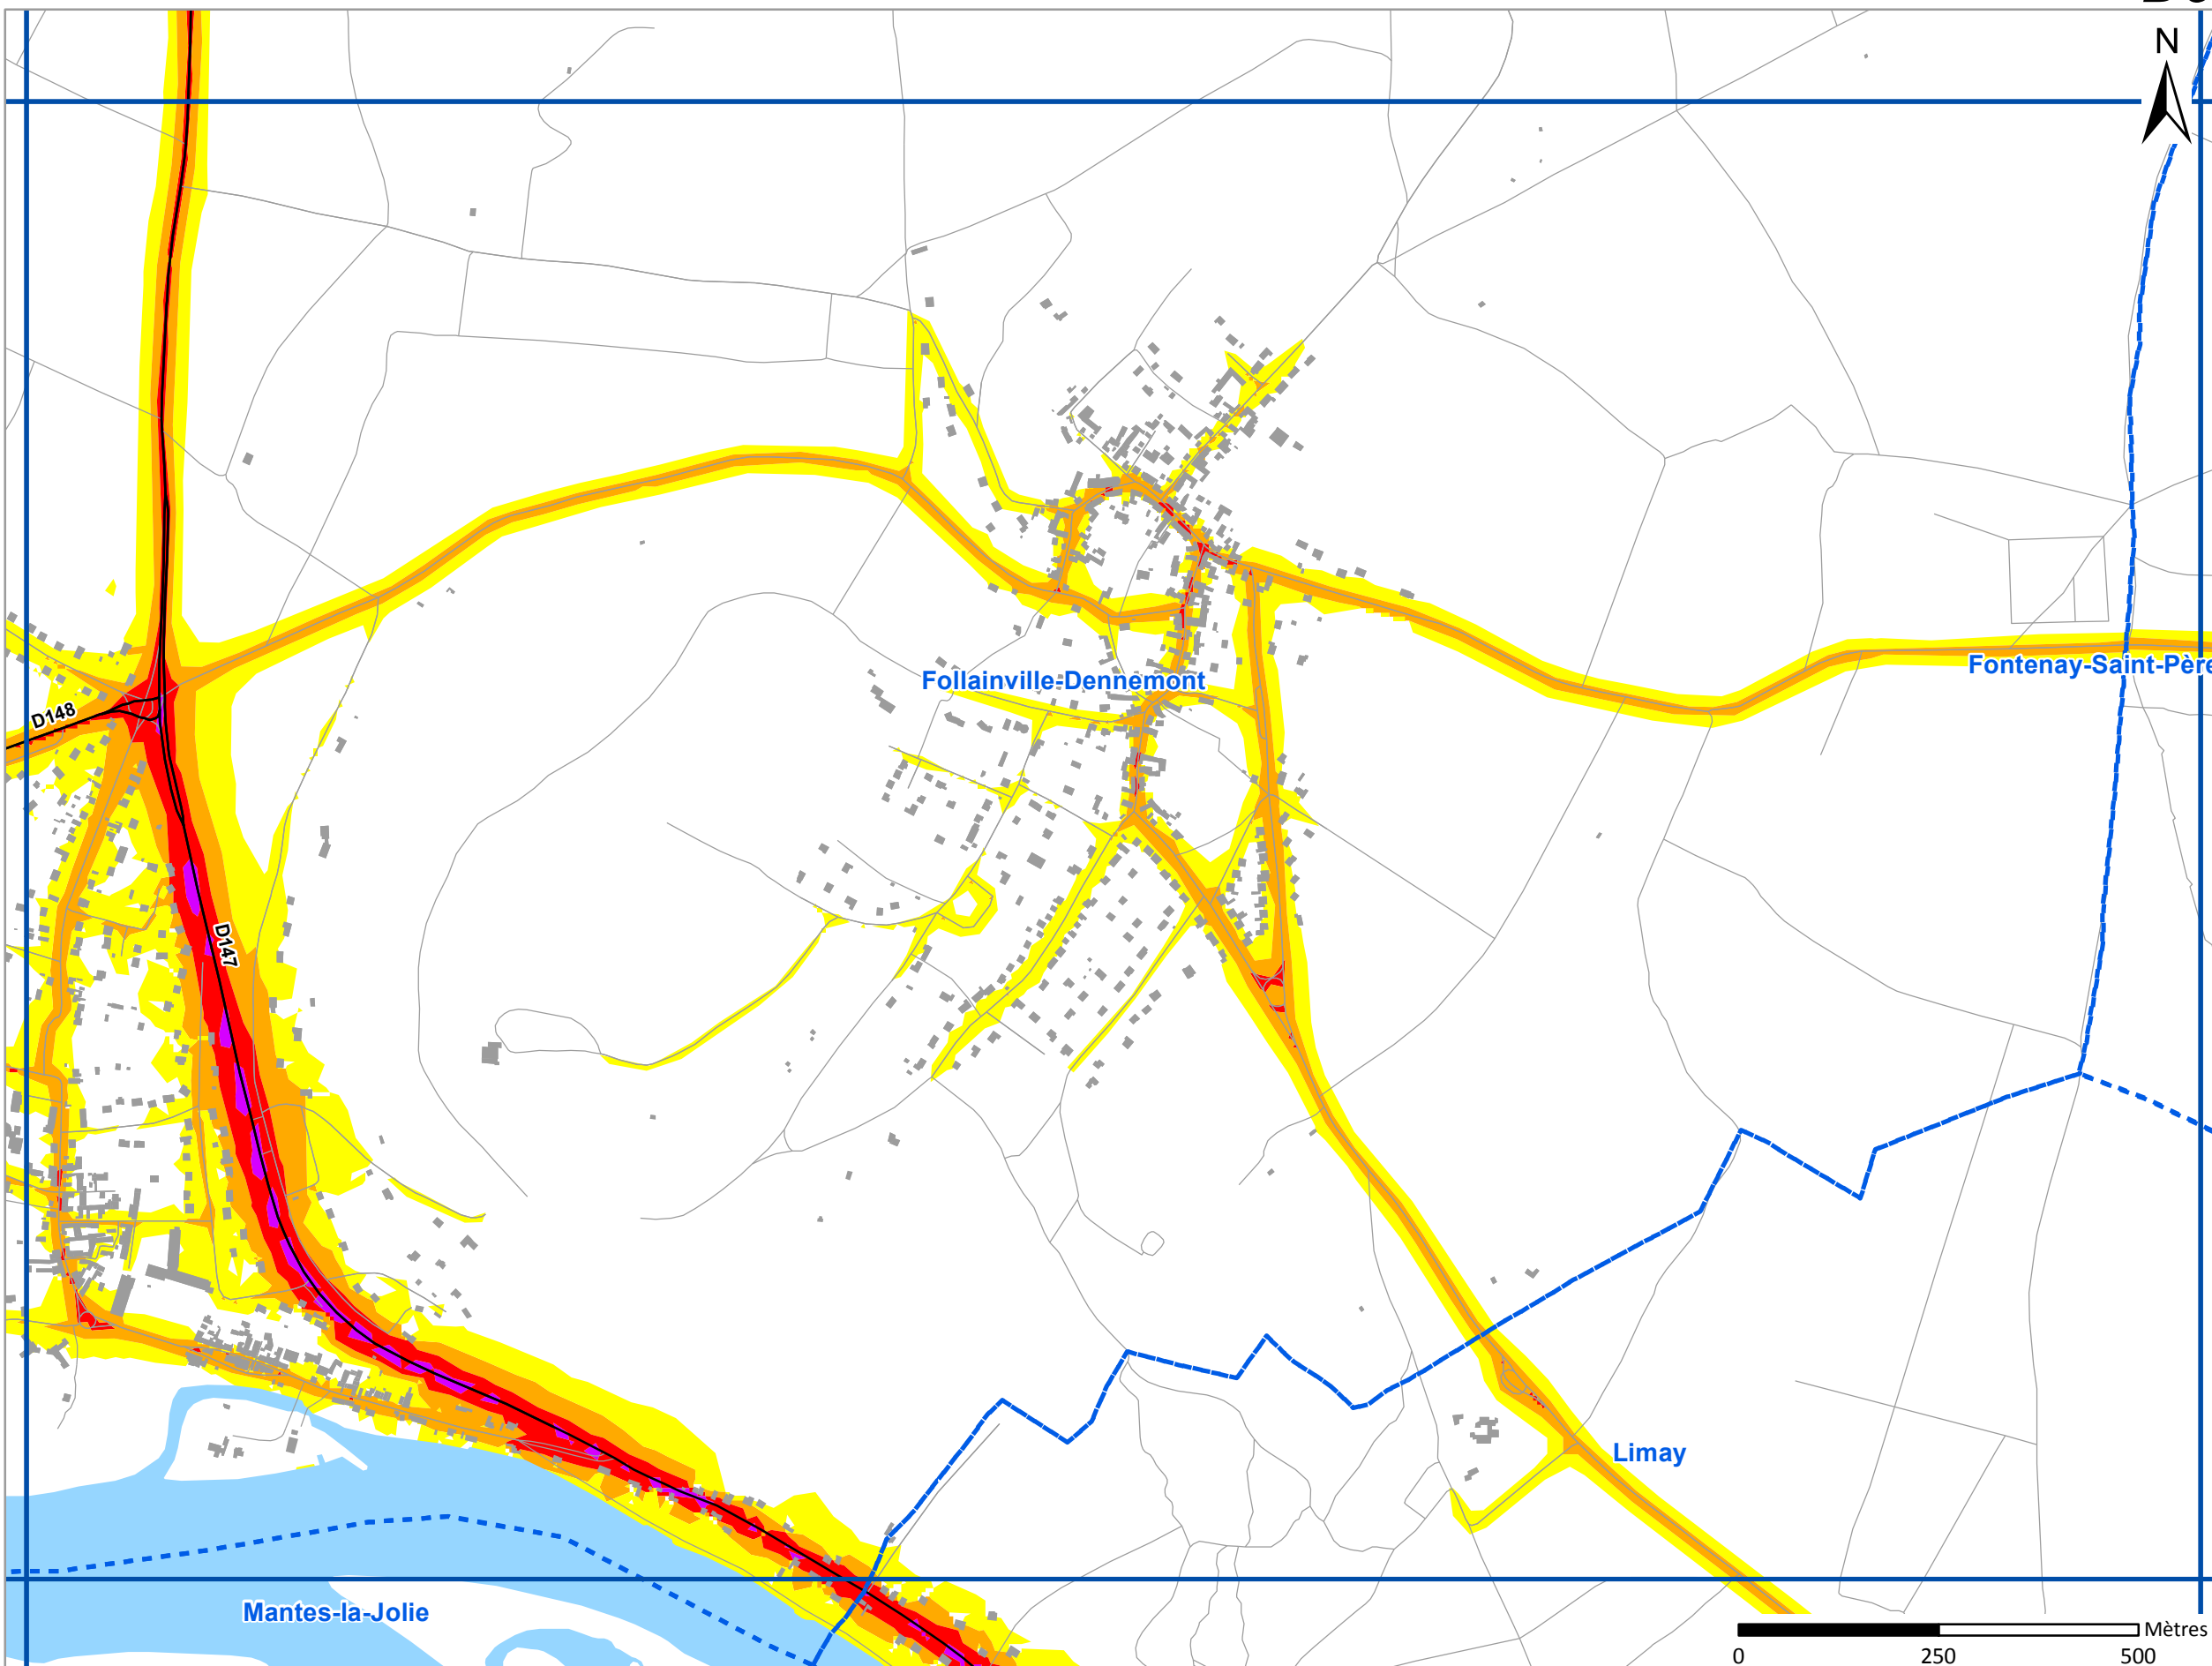 N
Follainville-Dennemont
Fontenay-Saint-Père
D148
D147
Limay
Mantes-la-Jolie
Mètres
0 250 500